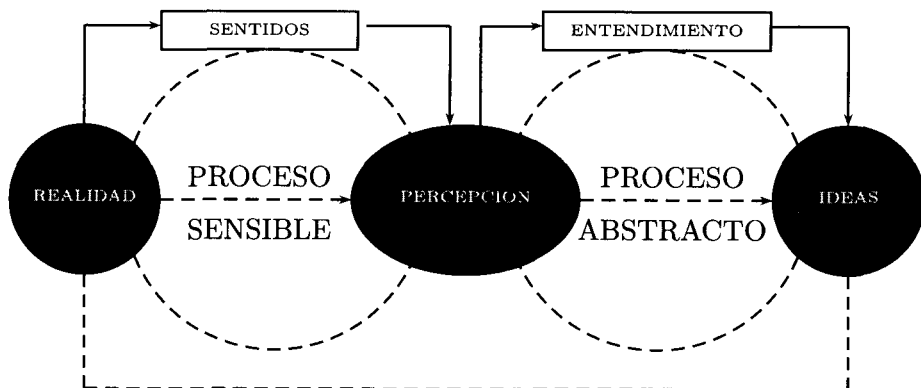 SENTIDOS
ENTENDIMIENTO
REALIDAD
PROCESO
SENSIBLE
PERCEPCION
PROCESO
ABSTRACTO
IDEAS